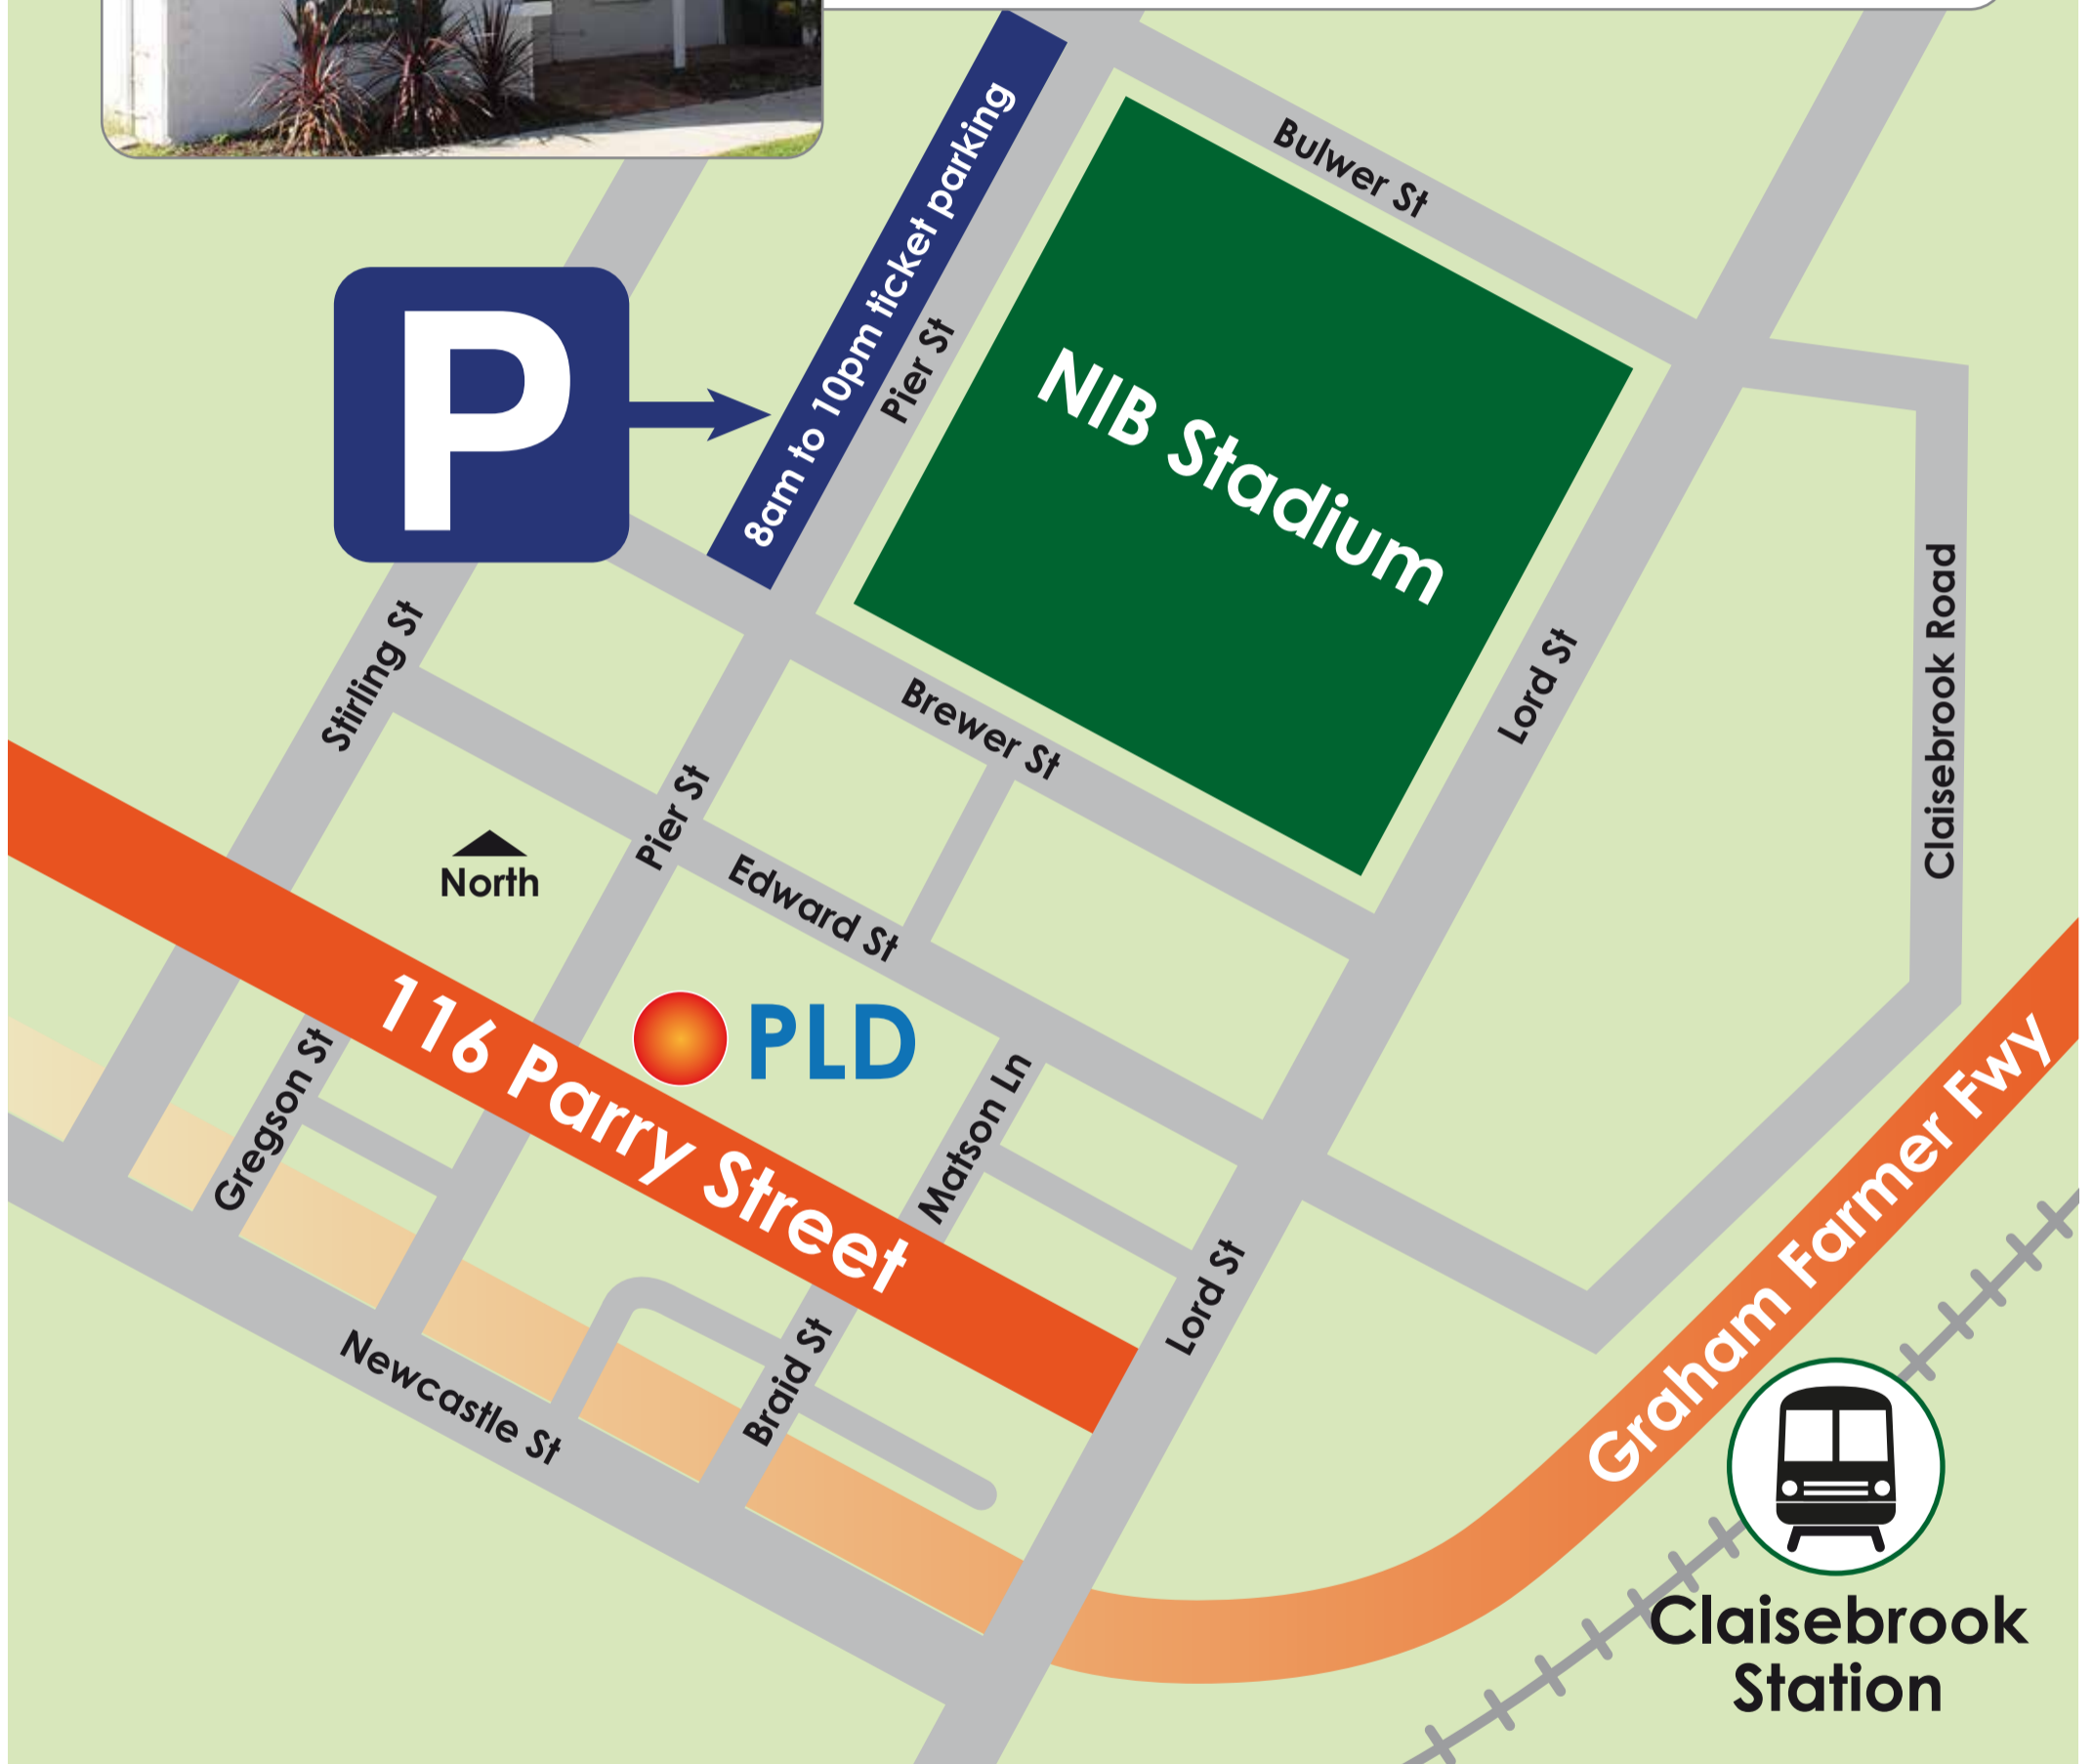 Bulwer St
8am to 10pm ticket parking
P
Pier St
NIB Stadium
Claisebrook Road
Stirling St
Lord St
Brewer St
Pier St
North
Edward St
116 Parry Street
PLD
Gregson St
Matson Ln
Graham Farmer Fwy
Lord St
Braid St
Newcastle St
Claisebrook
Station